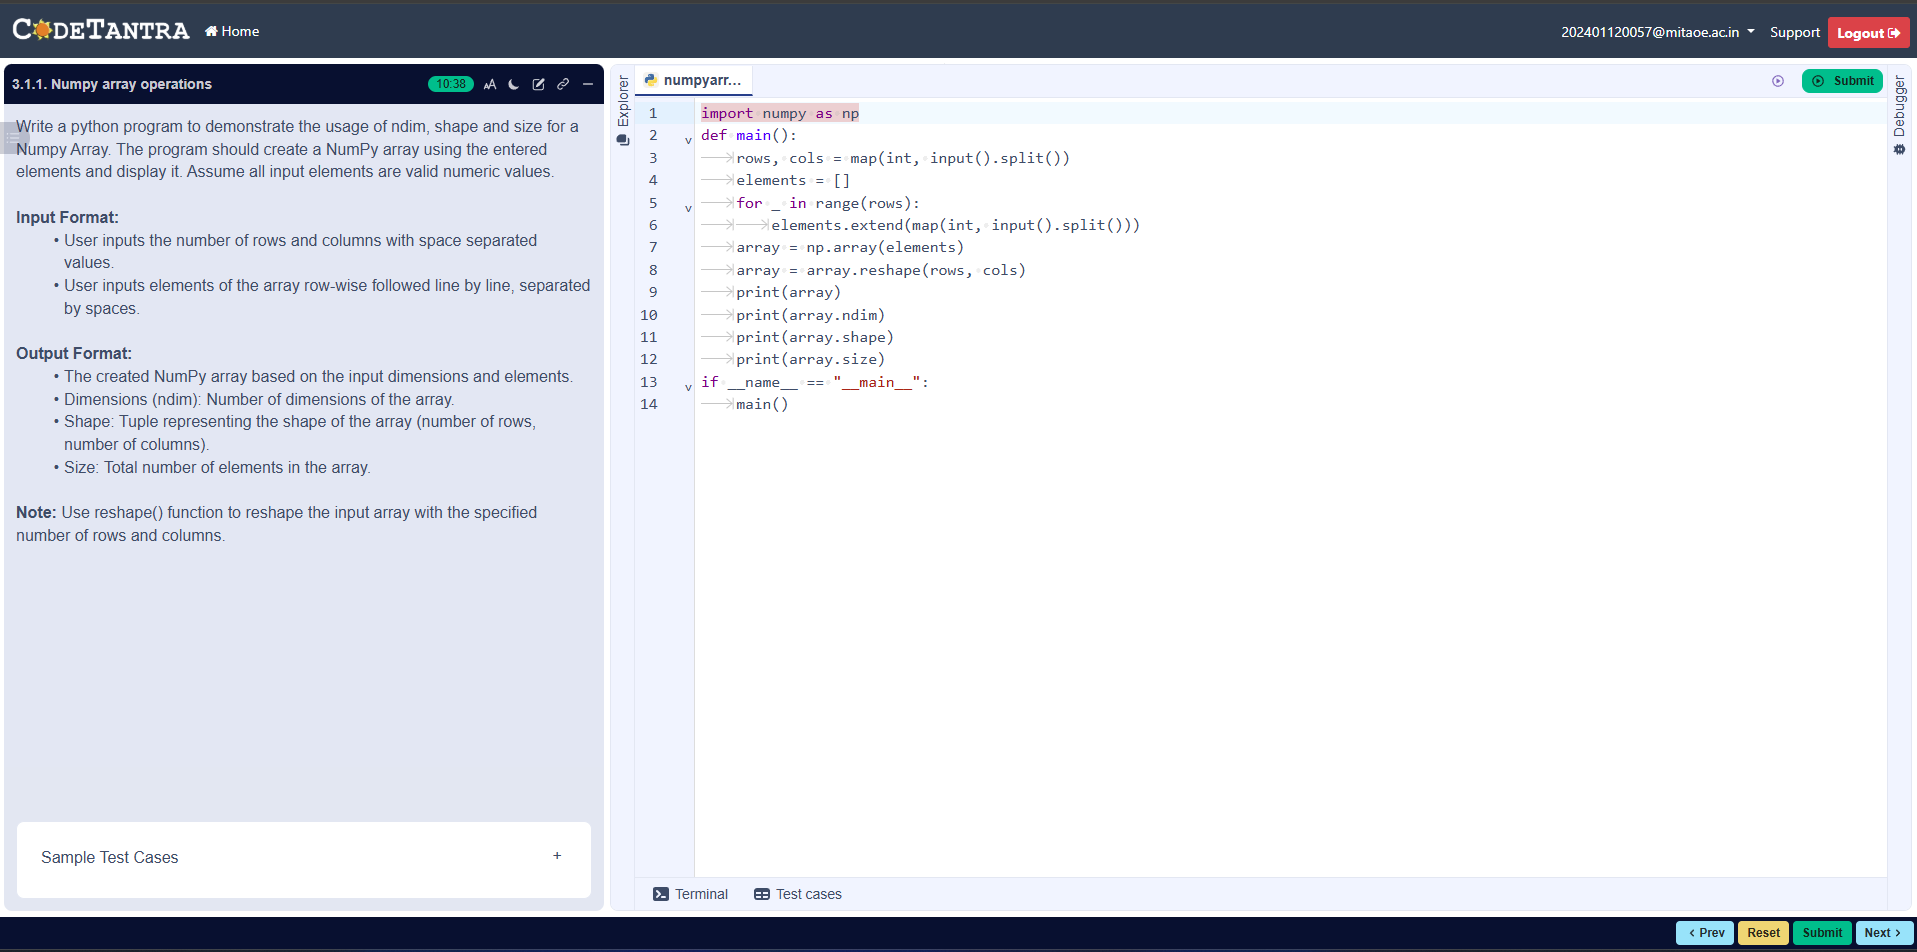 CODETANTRA Home
202401120057@mitaoe.ac.in Support Logout
3.1.1. Numpy array operations 10:38
Write a python program to demonstrate the usage of ndim, shape and size for a
Numpy Array. The program should create a NumPy array using the entered
elements and display it. Assume all input elements are valid numeric values.
Input Format:
• User inputs the number of rows and columns with space separated
values.
• User inputs elements of the array row-wise followed line by line, separated
by spaces.
Output Format:
• The created NumPy array based on the input dimensions and elements.
• Dimensions (ndim): Number of dimensions of the array.
• Shape: Tuple representing the shape of the array (number of rows,
number of columns).
• Size: Total number of elements in the array.
Note: Use reshape() function to reshape the input array with the specified
number of rows and columns.
Sample Test Cases +
Explorer
numpyarr...
Submit
Debugger
1 import numpy as np
2 def main():
3 rows, cols = map(int, input().split())
4 elements = []
5 for _ in range(rows):
6 elements.extend(map(int, input().split()))
7 array = np.array(elements)
8 array = array.reshape(rows, cols)
9 print(array)
10 print(array.ndim)
11 print(array.shape)
12 print(array.size)
13 if __name__ == "__main__":
14 main()
Terminal Test cases
< Prev Reset Submit Next >